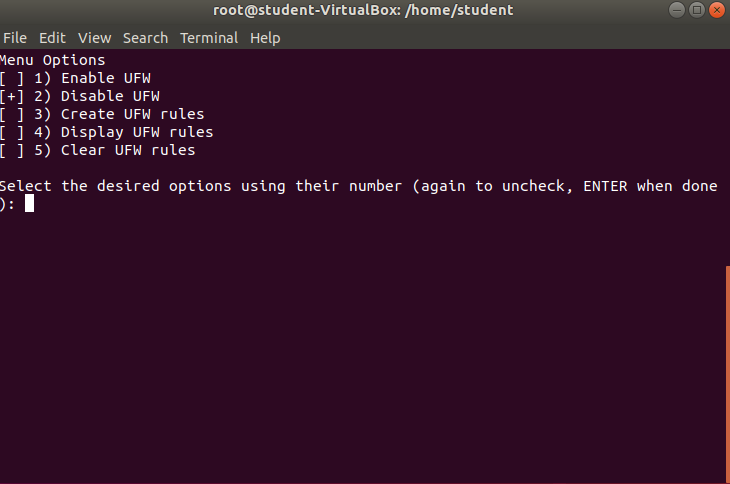 root@student-VirtualBox: /home/student
File Edit View Search Terminal Help
Menu Options
[ ] 1) Enable UFW
[+] 2) Disable UFW
[ ] 3) Create UFW rules
[ ] 4) Display UFW rules
[ ] 5) Clear UFW rules
Select the desired options using their number (again to uncheck, ENTER when done
):